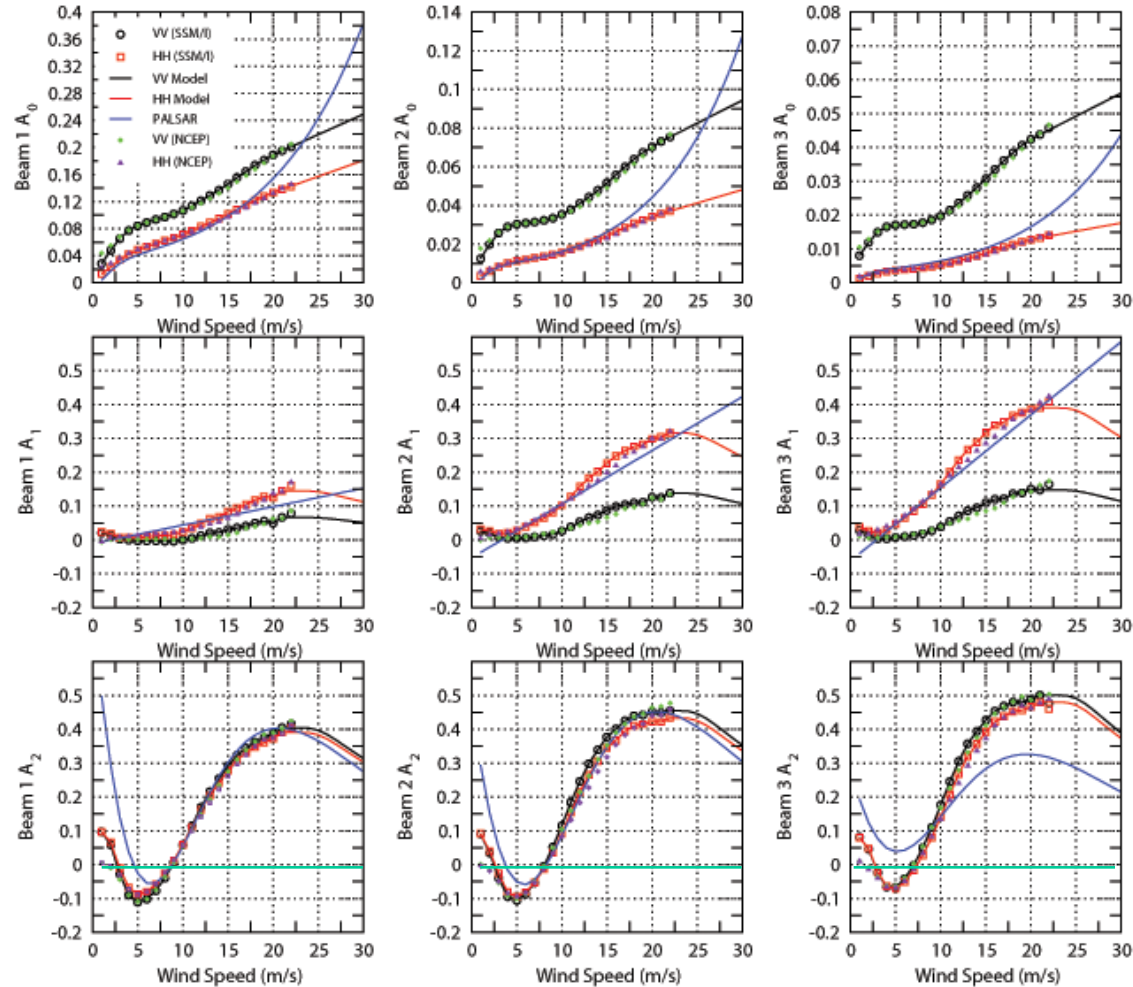 Beam 1 A0
0.4
0.36
0.32
0.28
0.24
0.2
0.16
0.12
0.08
0.04
0
VV (SSM/I)
HH (SSM/I)
VV Model
HH Model
PALSAR
VV (NCEP)
HH (NCEP)
0 5 10 15 20 25 30
Wind Speed (m/s)
Beam 2 A0
0.14
0.12
0.1
0.08
0.06
0.04
0.02
0
0 5 10 15 20 25 30
Wind Speed (m/s)
Beam 3 A0
0.08
0.07
0.06
0.05
0.04
0.03
0.02
0.01
0
0 5 10 15 20 25 30
Wind Speed (m/s)
Beam 1 A1
0.5
0.4
0.3
0.2
0.1
0
-0.1
-0.2
0 5 10 15 20 25 30
Wind Speed (m/s)
Beam 2 A1
0.5
0.4
0.3
0.2
0.1
0
-0.1
-0.2
0 5 10 15 20 25 30
Wind Speed (m/s)
Beam 3 A1
0.5
0.4
0.3
0.2
0.1
0
-0.1
-0.2
0 5 10 15 20 25 30
Wind Speed (m/s)
Beam 1 A2
0.5
0.4
0.3
0.2
0.1
0
-0.1
-0.2
0 5 10 15 20 25 30
Wind Speed (m/s)
Beam 2 A2
0.5
0.4
0.3
0.2
0.1
0
-0.1
-0.2
0 5 10 15 20 25 30
Wind Speed (m/s)
Beam 3 A2
0.5
0.4
0.3
0.2
0.1
0
-0.1
-0.2
0 5 10 15 20 25 30
Wind Speed (m/s)